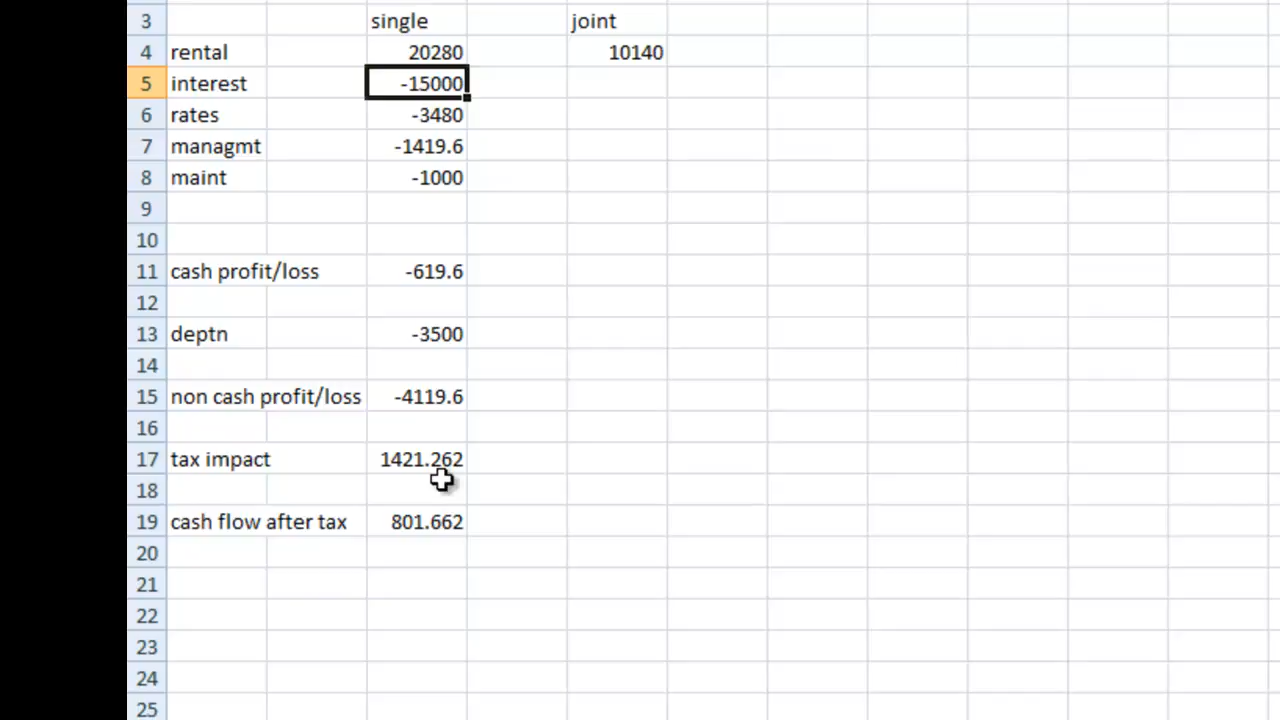 3 single joint
4 rental 20280 10140
5 interest -15000
6 rates -3480
7 managmt -1419.6
8 maint -1000
9
10
11 cash profit/loss -619.6
12
13 deptn -3500
14
15 non cash profit/loss -4119.6
16
17 tax impact 1421.262
18
19 cash flow after tax 801.662
20
21
22
23
24
25